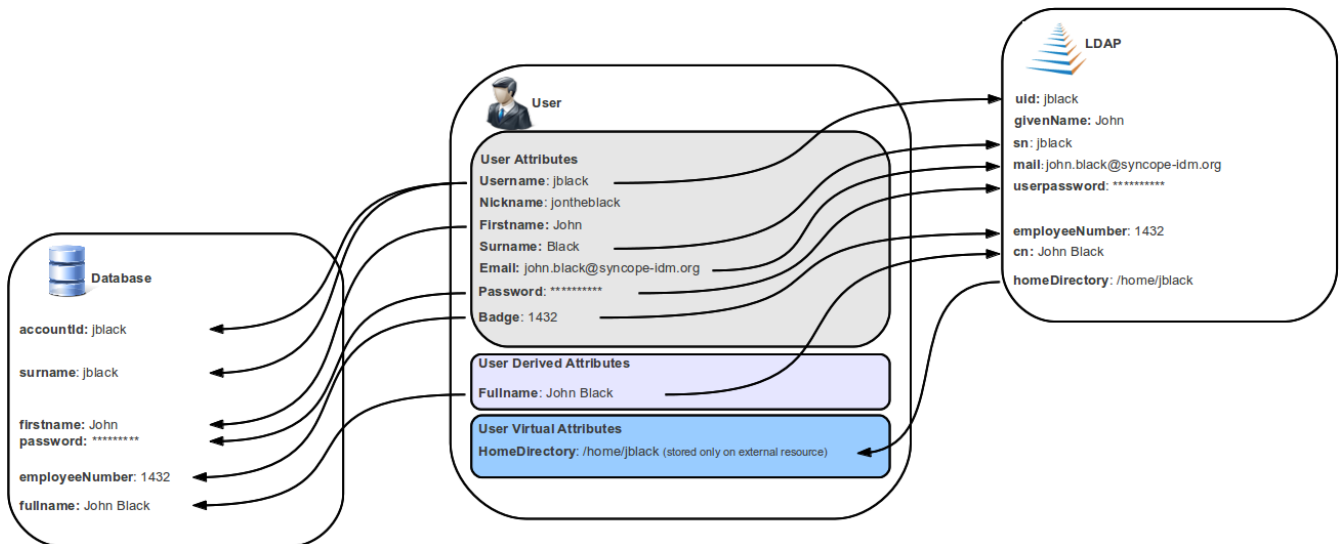 Database
accountId: jblack
surname: jblack
firstname: John
password: *********
employeeNumber: 1432
fullname: John Black
User
User Attributes
Username: jblack
Nickname: jontheblack
Firstname: John
Surname: Black
Email: john.black@syncope-idm.org
Password: **********
Badge: 1432
User Derived Attributes
Fullname: John Black
User Virtual Attributes
HomeDirectory: /home/jblack (stored only on external resource)
LDAP
uid: jblack
givenName: John
sn: jblack
mail:john.black@syncope-idm.org
userpassword: **********
employeeNumber: 1432
cn: John Black
homeDirectory: /home/jblack